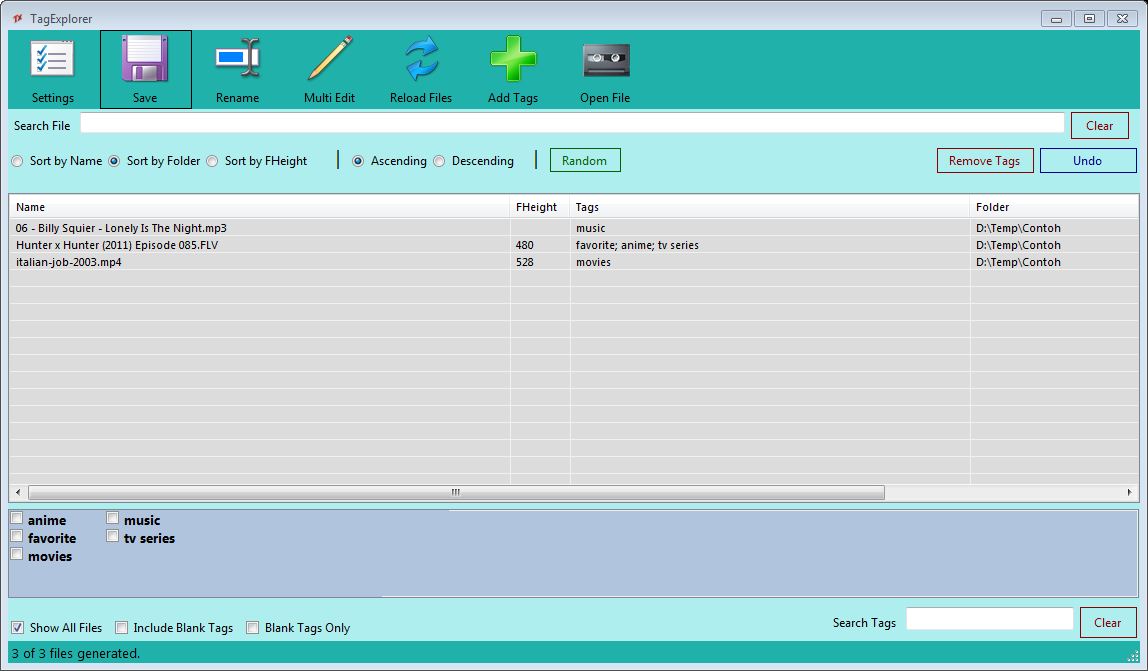 TagExplorer
Settings Save Rename Multi Edit Reload Files Add Tags Open File
Search File Clear
Sort by Name Sort by Folder Sort by FHeight Ascending Descending Random Remove Tags Undo
Name FHeight Tags Folder
06 - Billy Squier - Lonely Is The Night.mp3 music D:\Temp\Contoh
Hunter x Hunter (2011) Episode 085.FLV 480 favorite; anime; tv series D:\Temp\Contoh
italian-job-2003.mp4 528 movies D:\Temp\Contoh
anime music
favorite tv series
movies
Show All Files Include Blank Tags Blank Tags Only Search Tags Clear
3 of 3 files generated.